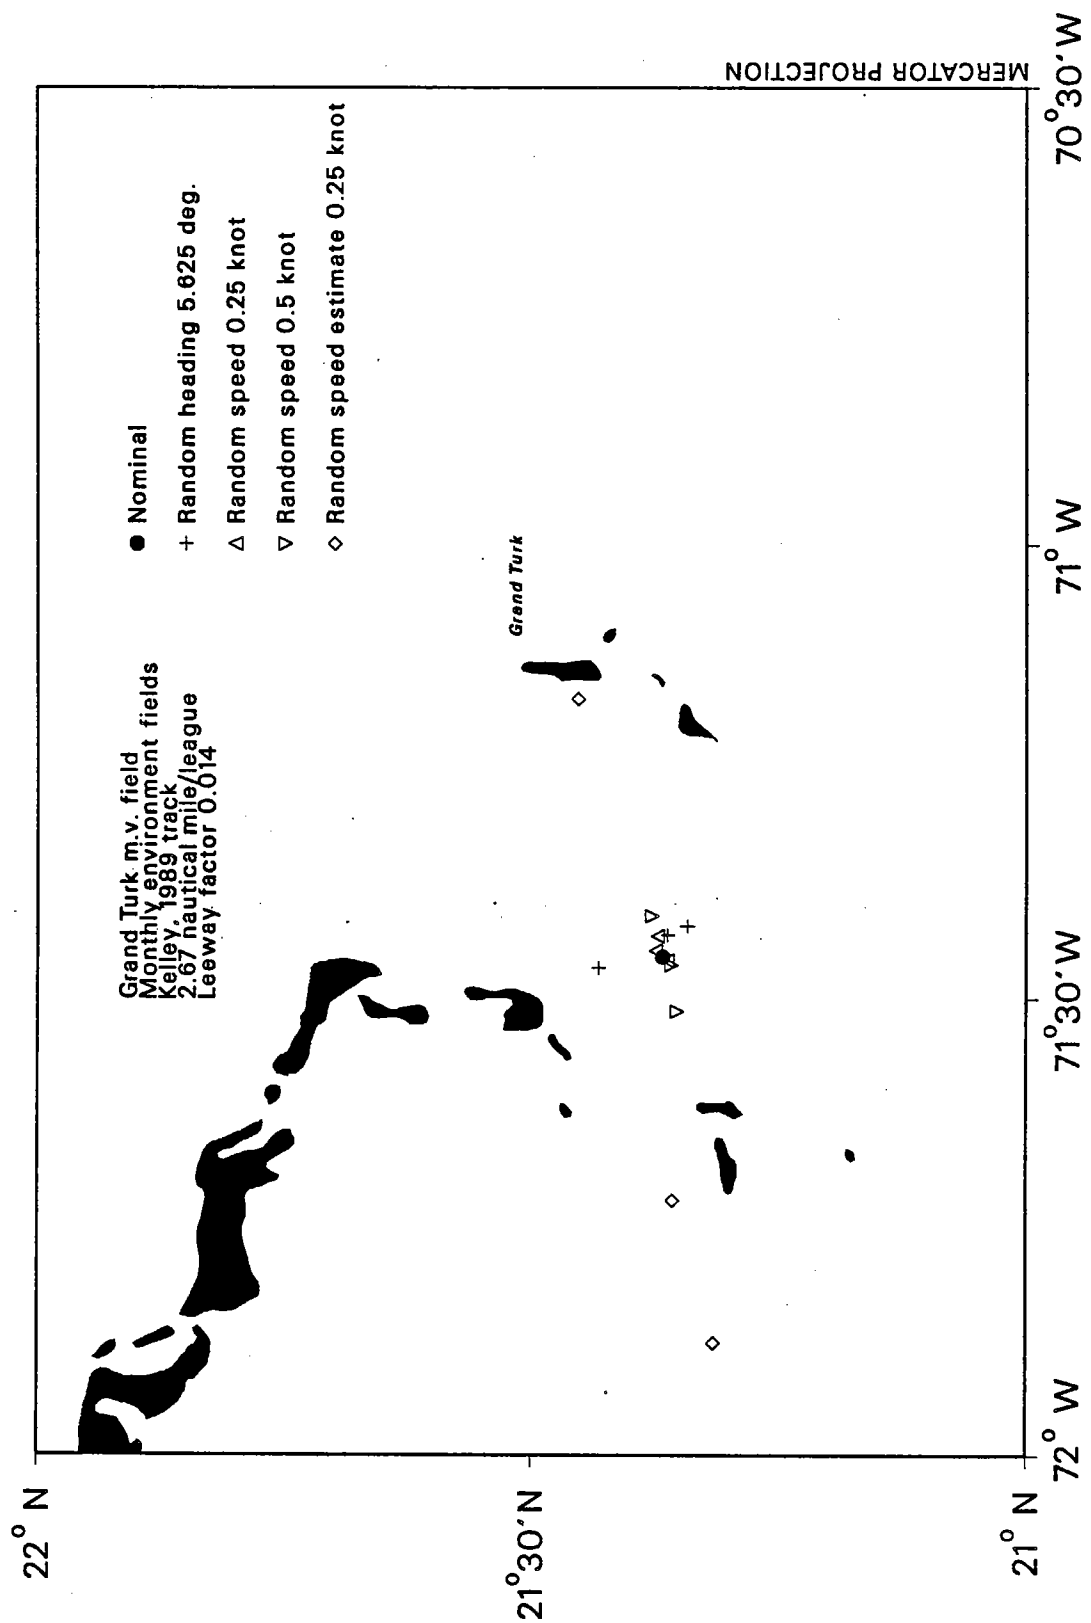 Grand Turk m.v. field
Monthly environment fields
Kelley, 1989 track
2.67 nautical mile/league
Leeway factor 0.014
Nominal
Random heading 5.625 deg.
Random speed 0.25 knot
Random speed 0.5 knot
Random speed estimate 0.25 knot
Grand Turk
22° N
21°30'N
21° N
72° W
71°30'W
71° W
70°30'W
MERCATOR PROJECTION